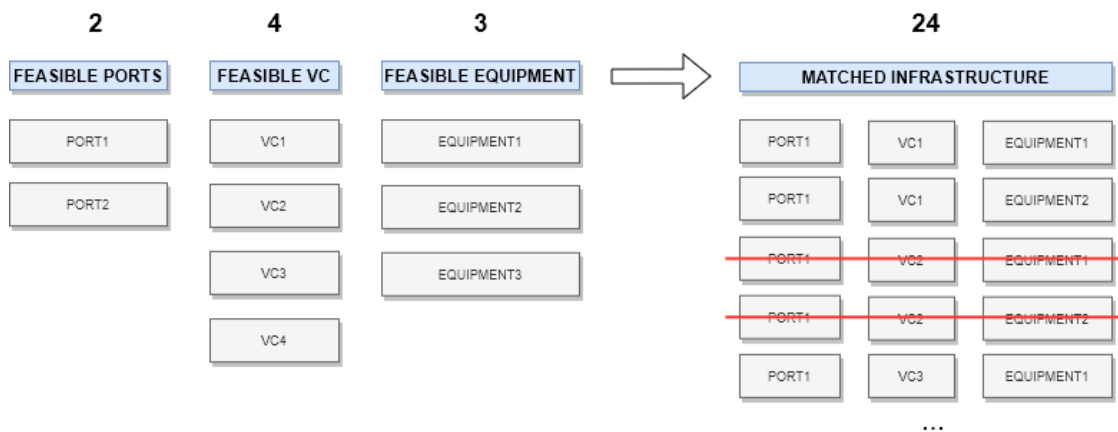 2 4 3 24
FEASIBLE PORTS FEASIBLE VC FEASIBLE EQUIPMENT MATCHED INFRASTRUCTURE
PORT1 VC1 EQUIPMENT1 PORT1 VC1 EQUIPMENT1
PORT2 VC2 EQUIPMENT2 PORT1 VC1 EQUIPMENT2
VC3 EQUIPMENT3 PORT1 VC2 EQUIPMENT1
VC4 PORT1 VC2 EQUIPMENT2
PORT1 VC3 EQUIPMENT1
...